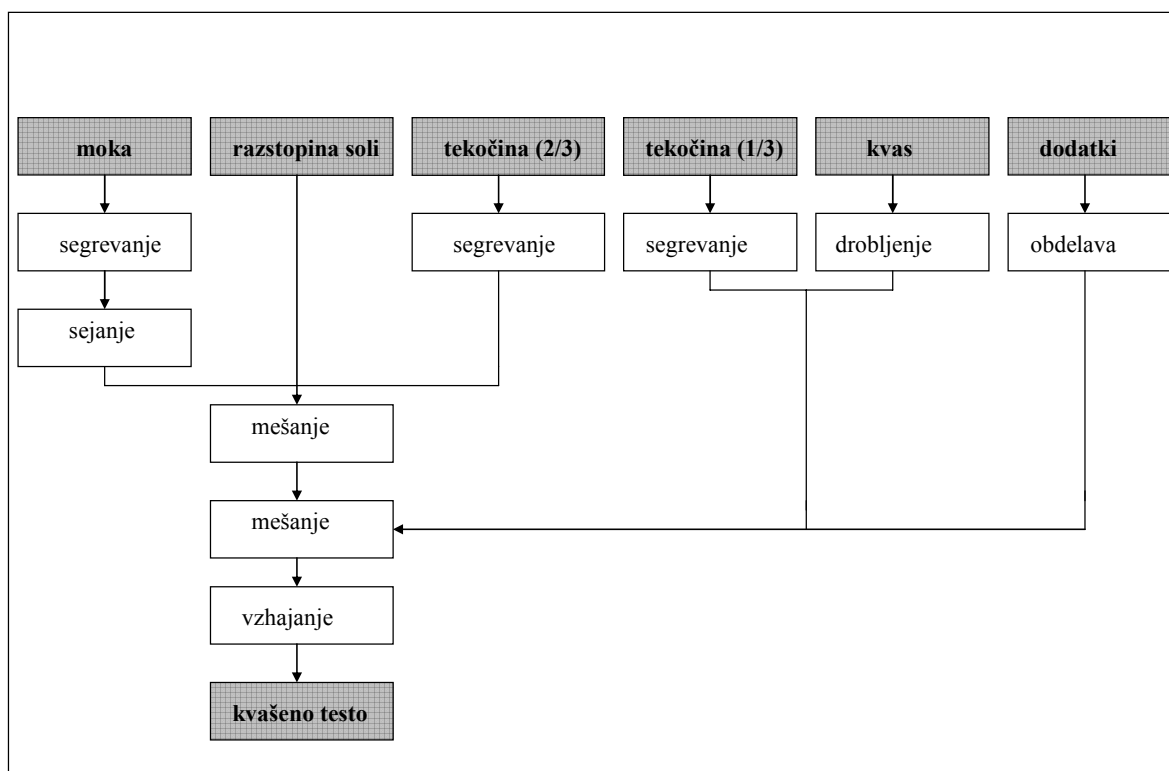 moka
razstopina soli
tekočina (2/3)
tekočina (1/3)
kvas
dodatki
segrevanje
segrevanje
segrevanje
drobljenje
obdelava
sejanje
mešanje
mešanje
vzhajanje
kvašeno testo